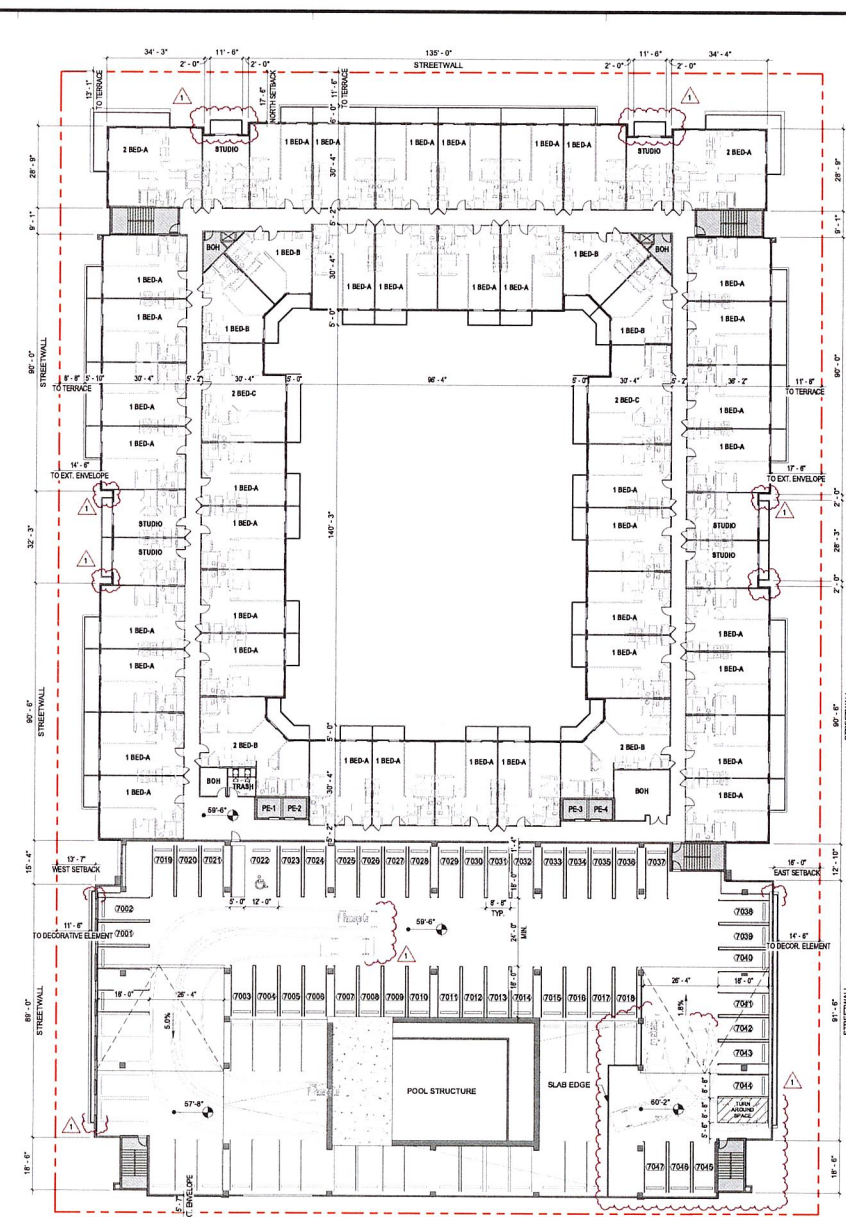 34' - 3"
11' - 6"
135' - 0"
11' - 6"
34' - 4"
2' - 0"
2' - 0"
STREETWALL
2' - 0"
2' - 0"
13' - 1"
TO TERRACE
1
17' - 6"
NORTH SETBACK
11' - 6"
TO TERRACE
1
2 BED-A
STUDIO
1 BED-A
1 BED-A
1 BED-A
1 BED-A
1 BED-A
STUDIO
2 BED-A
28' - 9"
30' - 4"
28' - 9"
9' - 1"
5' - 2"
9' - 1"
BOH
1 BED-B
1 BED-B
BOH
1 BED-A
1 BED-A
30' - 4"
1 BED-A
1 BED-A
1 BED-A
1 BED-A
1 BED-A
1 BED-A
1 BED-B
5' - 0"
1 BED-B
90' - 0"
STREETWALL
90' - 0"
5' - 10"
30' - 4"
5' - 2"
30' - 4"
5' - 0"
96' - 4"
5' - 0"
30' - 4"
5' - 2"
11' - 8"
TO TERRACE
TO TERRACE
2 BED-C
2 BED-C
1 BED-A
1 BED-A
1 BED-A
1 BED-A
14' - 6"
TO EXT. ENVELOPE
17' - 6"
TO EXT. ENVELOPE
1 BED-A
1 BED-A
1
1
2' - 0"
STUDIO
1 BED-A
1 BED-A
STUDIO
32' - 3"
140' - 3"
28' - 3"
STUDIO
STUDIO
1
2' - 0"
1 BED-A
1 BED-A
1 BED-A
1 BED-A
1 BED-A
1 BED-A
1 BED-A
1 BED-A
90' - 6"
STREETWALL
90' - 6"
2 BED-B
5' - 0"
2 BED-B
1 BED-A
1 BED-A
1 BED-A
1 BED-A
1 BED-A
1 BED-A
1 BED-A
1 BED-A
BOH
TRASH
30' - 4"
BOH
PE-1
PE-2
PE-3
PE-4
59'-6"
5' - 2"
15' - 4"
13' - 7"
WEST SETBACK
7019
7020
7021
7022
7023
7024
7025
7026
7027
7028
7029
7030
7031
7032
7033
7034
7035
7036
7037
18' - 0"
16' - 0"
EAST SETBACK
12' - 10"
5' - 0"
12' - 0"
8' - 8"
TYP.
7002
7038
11' - 6"
TO DECORATIVE ELEMENT
7001
59'-6"
24' - 0"
MIN.
7039
14' - 6"
TO DECOR. ELEMENT
1
7040
18' - 0"
26' - 4"
7003
7004
7005
7006
7007
7008
7009
7010
7011
7012
7013
7014
7015
7016
7017
7018
18' - 0"
26' - 4"
18' - 0"
7041
89' - 0"
STREETWALL
5.0%
1.8%
7042
91' - 6"
7043
POOL STRUCTURE
SLAB EDGE
8' - 8"
7044
1
57'-8"
60'-2"
8' - 8"
TURN
AROUND
SPACE
1
5' - 6"
18' - 6"
7047
7046
7045
18' - 6"
5' - 7"